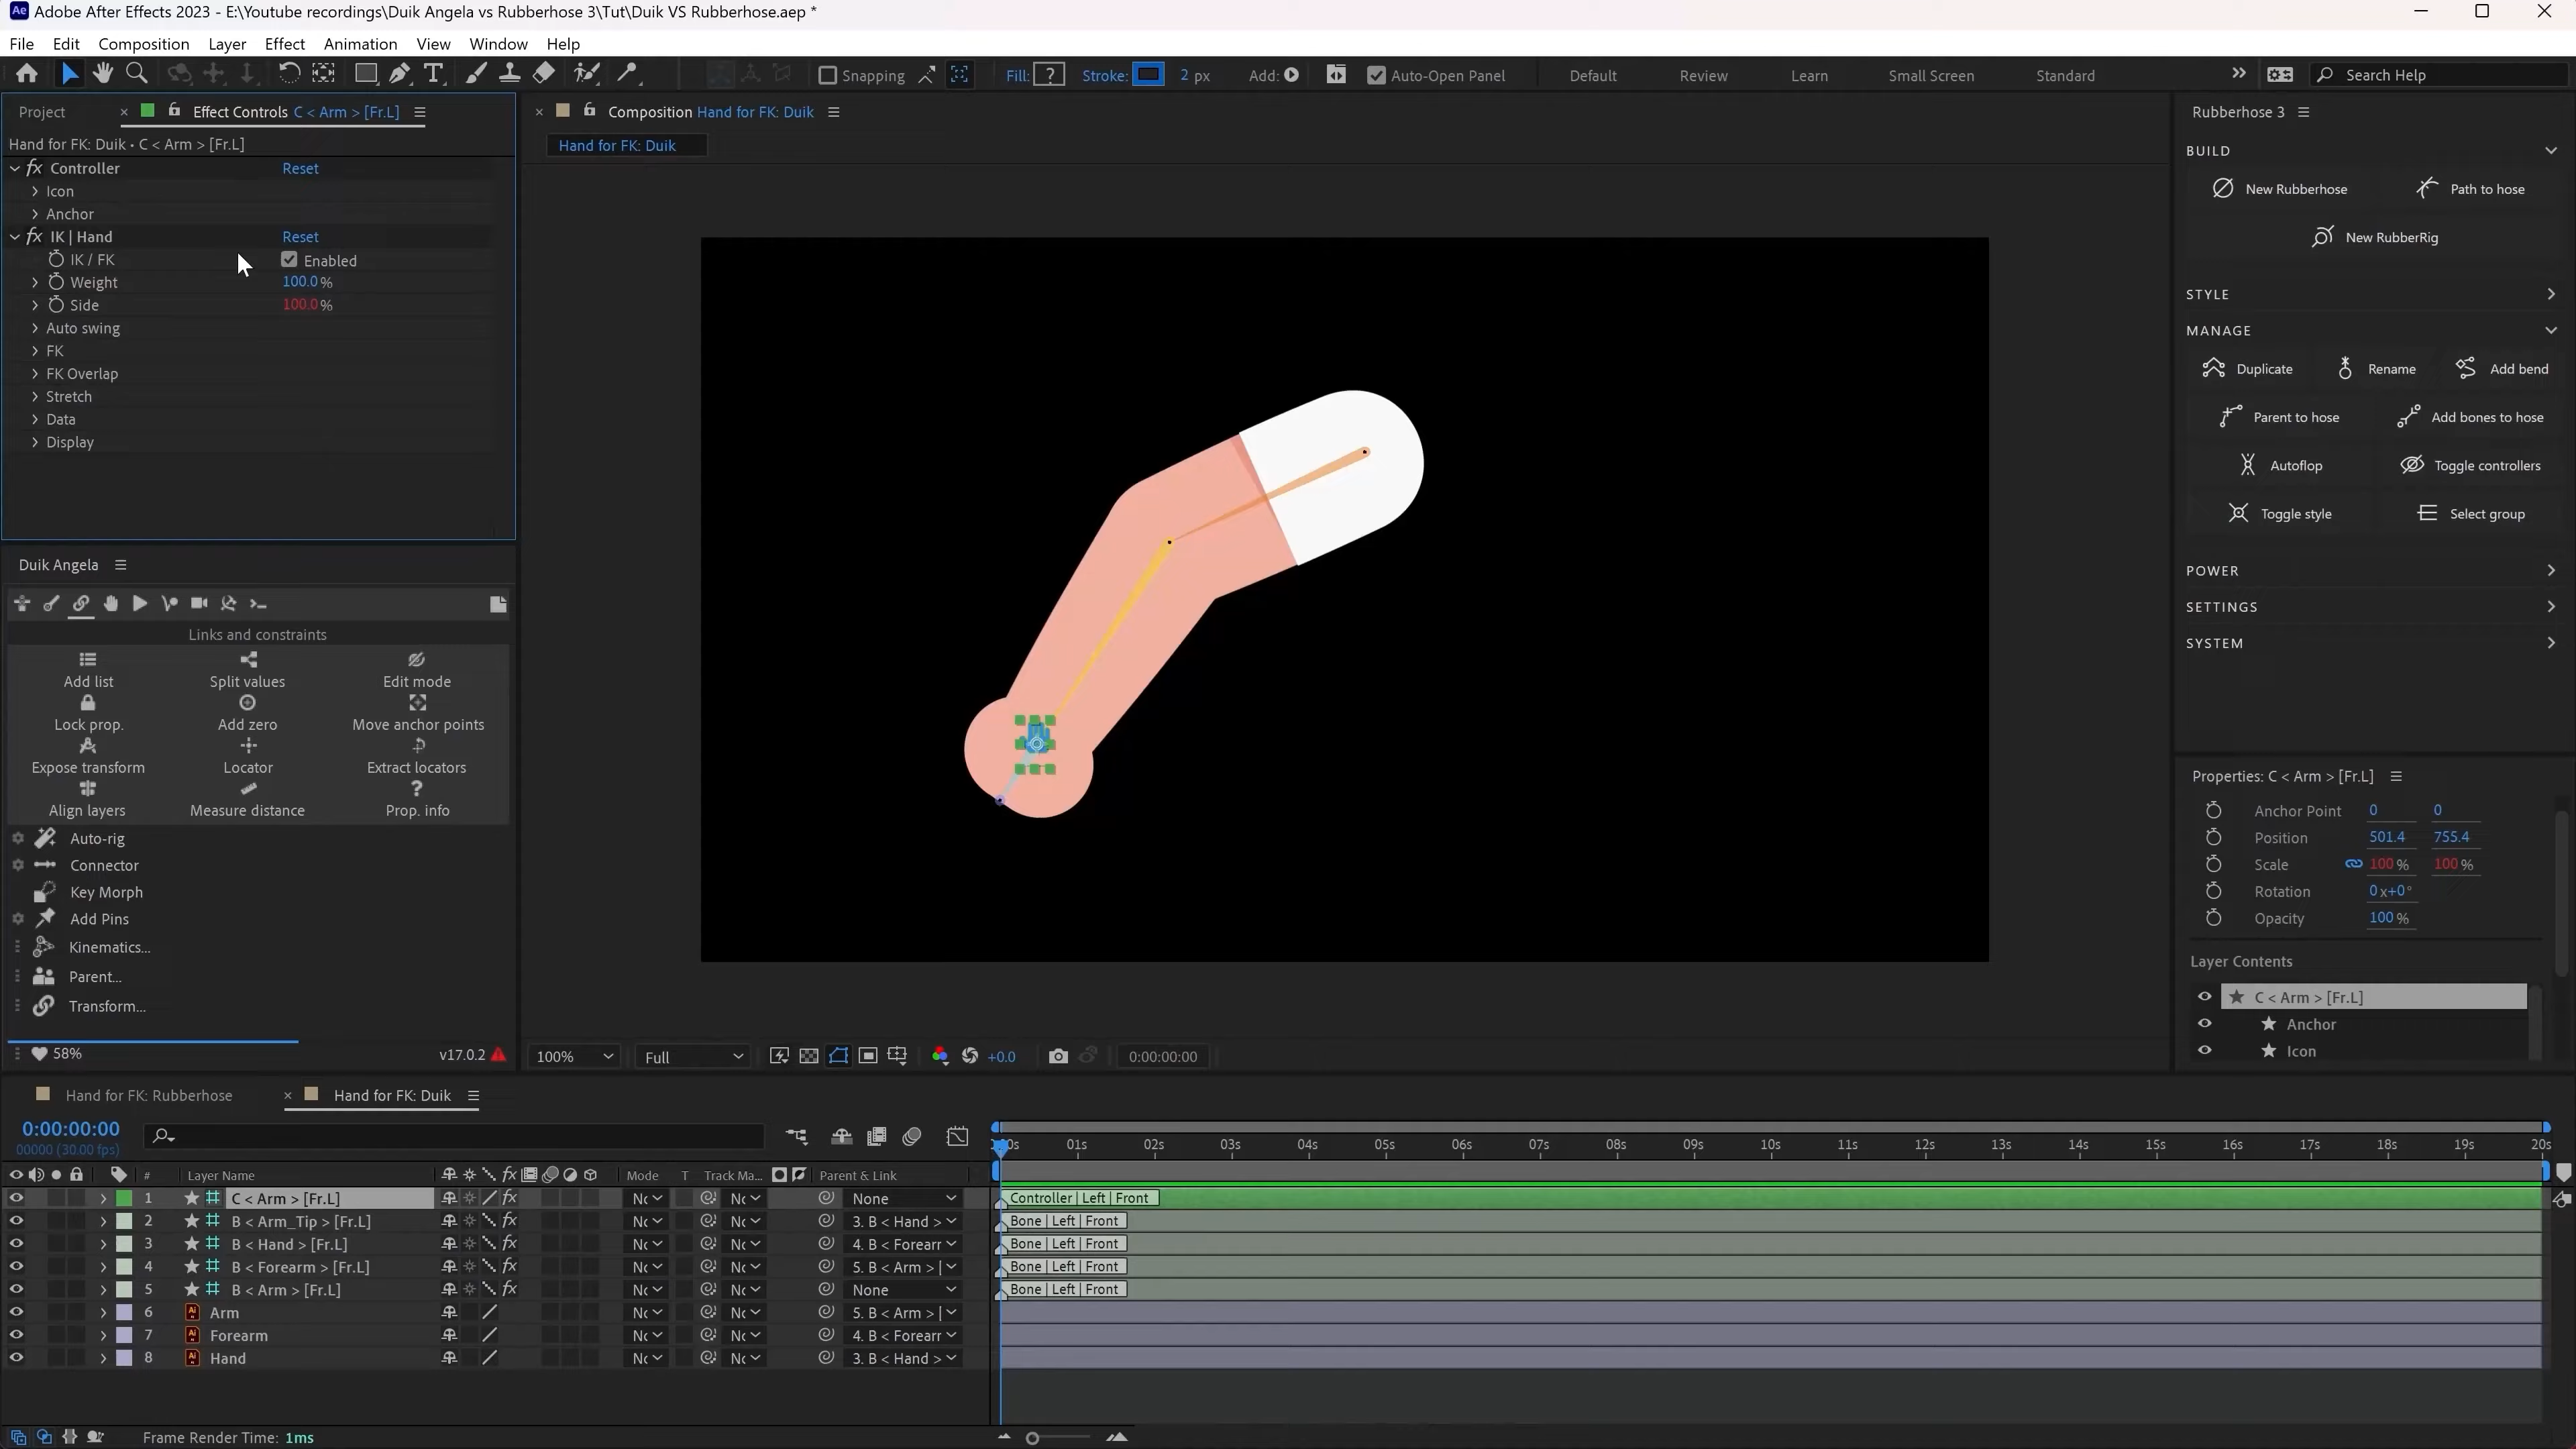 Adobe After Effects 2023 - E:\Youtube recordings\Duik Angela vs Rubberhose 3\Tut\Duik VS Rubberhose.aep *
File Edit Composition Layer Effect Animation View Window Help
Snapping Fill: ? Stroke: 2 px Add: Auto-Open Panel Default Review Learn Small Screen Standard Search Help
Project Effect Controls C < Arm > [Fr.L]
Hand for FK: Duik • C < Arm > [Fr.L]
fx Controller Reset
Icon
Anchor
fx IK | Hand Reset
IK / FK Enabled
Weight 100.0 %
Side 100.0 %
Auto swing
FK
FK Overlap
Stretch
Data
Display
Duik Angela
Links and constraints
Add list Split values Edit mode
Lock prop. Add zero Move anchor points
Expose transform Locator Extract locators
Align layers Measure distance Prop. info
Auto-rig
Connector
Key Morph
Add Pins
Kinematics...
Parent...
Transform...
58% v17.0.2
Composition Hand for FK: Duik
Hand for FK: Duik
100% Full +0.0 0:00:00:00
Rubberhose 3
BUILD
New Rubberhose Path to hose
New RubberRig
STYLE
MANAGE
Duplicate Rename Add bend
Parent to hose Add bones to hose
Autoflop Toggle controllers
Toggle style Select group
POWER
SETTINGS
SYSTEM
Properties: C < Arm > [Fr.L]
Anchor Point 0 0
Position 501.4 755.4
Scale 100 % 100 %
Rotation 0 x+0°
Opacity 100 %
Layer Contents
C < Arm > [Fr.L]
Anchor
Icon
Hand for FK: Rubberhose Hand for FK: Duik
0:00:00:00
00000 (30.00 fps)
01s 02s 03s 04s 05s 06s 07s 08s 09s 10s 11s 12s 13s 14s 15s 16s 17s 18s 19s 20s
# Layer Name fx Mode T Track Ma... Parent & Link
1 C < Arm > [Fr.L] fx None Controller | Left | Front
2 B < Arm_Tip > [Fr.L] fx 3. B < Hand > Bone | Left | Front
3 B < Hand > [Fr.L] fx 4. B < Forearr Bone | Left | Front
4 B < Forearm > [Fr.L] fx 5. B < Arm > | Bone | Left | Front
5 B < Arm > [Fr.L] fx None Bone | Left | Front
6 Ai Arm 5. B < Arm > |
7 Ai Forearm 4. B < Forearr
8 Ai Hand 3. B < Hand >
Frame Render Time: 1ms